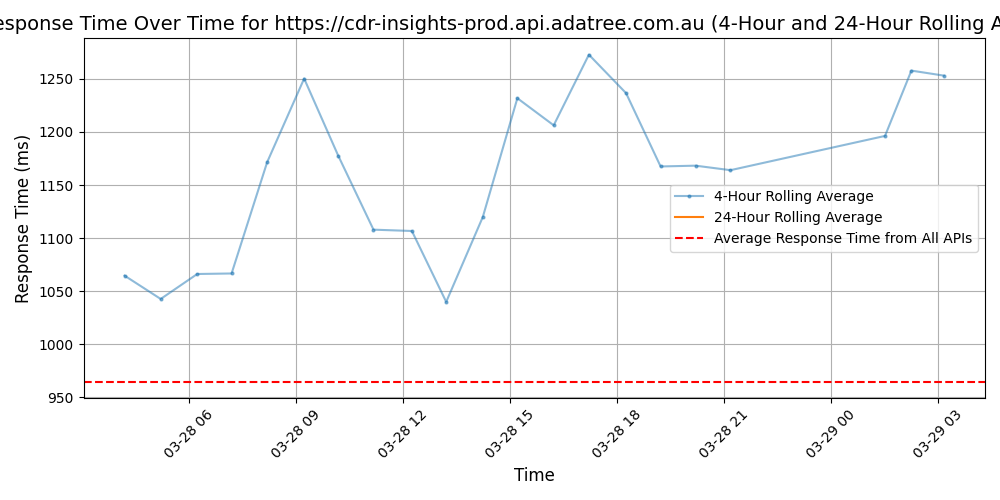 esponse Time Over Time for https://cdr-insights-prod.api.adatree.com.au (4-Hour and 24-Hour Rolling A
Response Time (ms)
1250
1200
1150
1100
1050
1000
950
4-Hour Rolling Average
24-Hour Rolling Average
Average Response Time from All APIs
03-28 06
03-28 09
03-28 12
03-28 15
03-28 18
03-28 21
03-29 00
03-29 03
Time